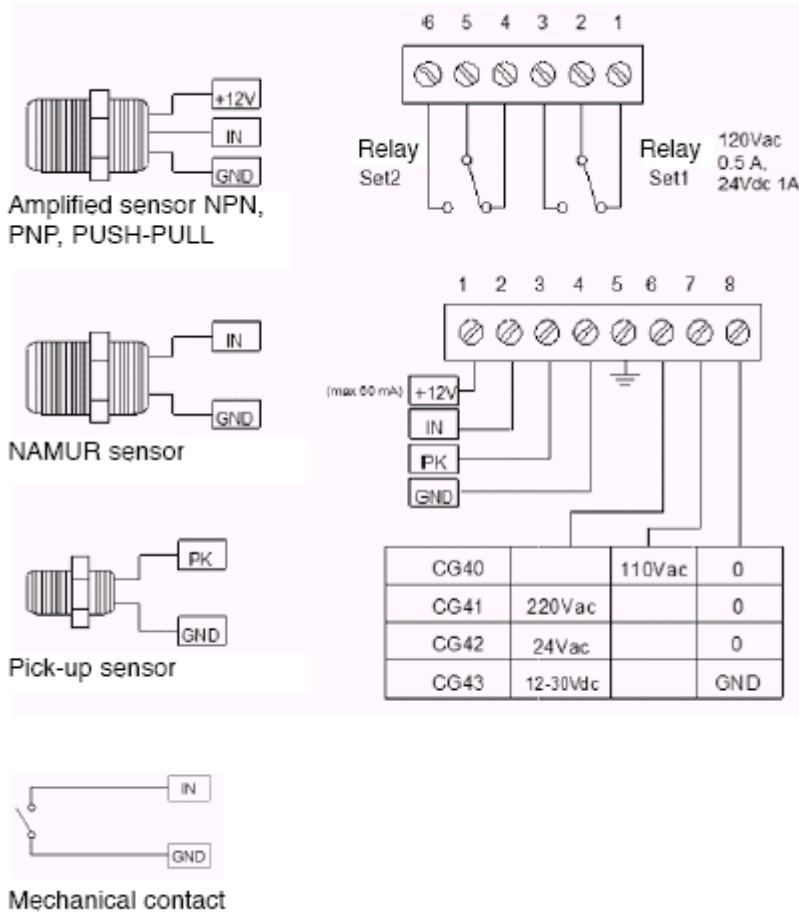 +12V
IN
GND
Amplified sensor NPN,
PNP, PUSH-PULL
6 5 4 3 2 1
Relay
Set2
Relay
Set1
120Vac
0.5 A,
24Vdc 1A
IN
GND
NAMUR sensor
1 2 3 4 5 6 7 8
(max 60 mA)
+12V
IN
PK
GND
PK
GND
Pick-up sensor
CG40 110Vac 0
CG41 220Vac 0
CG42 24Vac 0
CG43 12-30Vdc GND
IN
GND
Mechanical contact